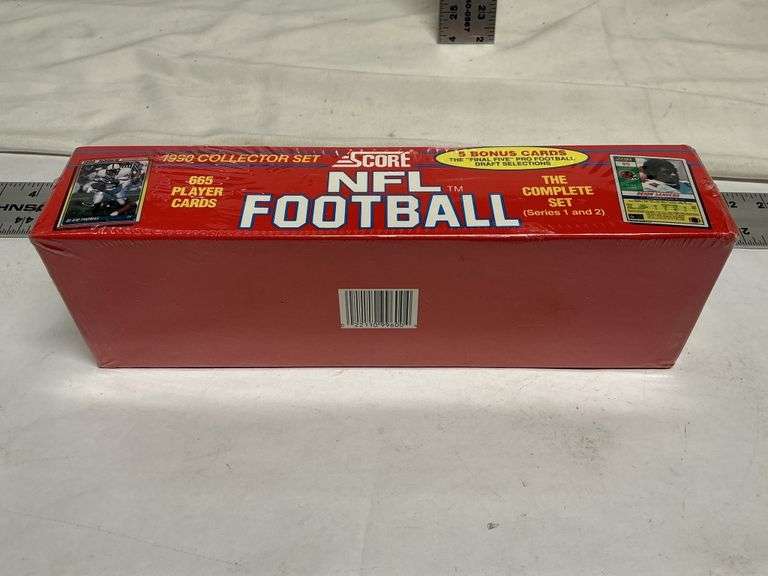 1990 COLLECTOR SET
SCORE
5 BONUS CARDS
THE "FINAL FIVE" PRO FOOTBALL
DRAFT SELECTIONS
665
PLAYER
CARDS
NFL™
FOOTBALL
THE
COMPLETE
SET
(Series 1 and 2)